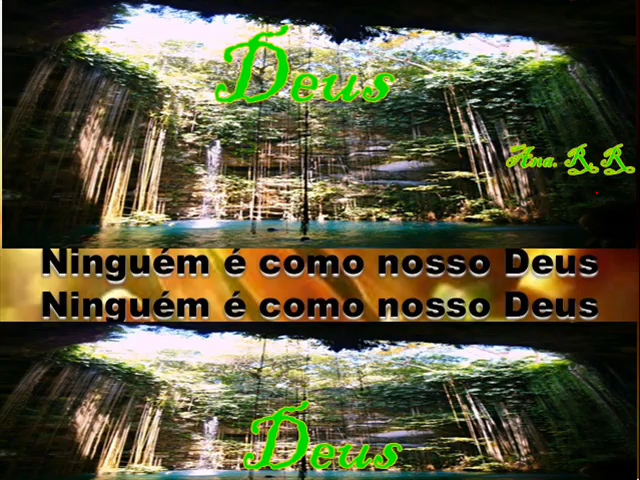 Deus
Ana. R. R.
Ninguém é como nosso Deus
Ninguém é como nosso Deus
Deus